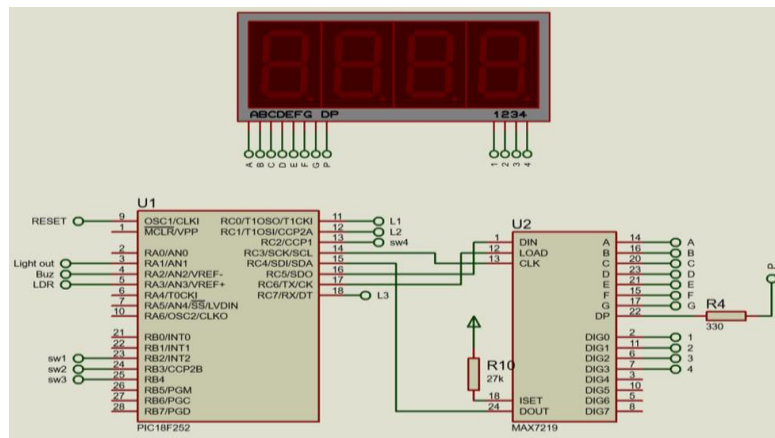 ABCDEFG DP 1234
A B C D E F G P 1 2 3 4
U1
RESET 9 OSC1/CLKI RC0/T1OSO/T1CKI 11 L1
1 MCLR/VPP RC1/T1OSI/CCP2A 12 L2
RC2/CCP1 13 sw4
2 RA0/AN0 RC3/SCK/SCL 14
Light out 3 RA1/AN1 RC4/SDI/SDA 15
Buz 4 RA2/AN2/VREF- RC5/SDO 16
LDR 5 RA3/AN3/VREF+ RC6/TX/CK 17
6 RA4/T0CKI RC7/RX/DT 18 L3
7 RA5/AN4/SS/LVDIN
10 RA6/OSC2/CLKO
21 RB0/INT0
22 RB1/INT1
sw1 23 RB2/INT2
sw2 24 RB3/CCP2B
sw3 25 RB4
26 RB5/PGM
27 RB6/PGC
28 RB7/PGD
PIC18F252
U2
1 DIN A 14 A
12 LOAD B 16 B
13 CLK C 20 C
D 23 D
E 21 E
F 15 F
G 17 G
DP 22
R4
330
P
DIG0 2 1
DIG1 11 2
DIG2 6 3
DIG3 7 4
DIG4 3
DIG5 10
18 ISET DIG6 5
24 DOUT DIG7 8
MAX7219
R10
27k